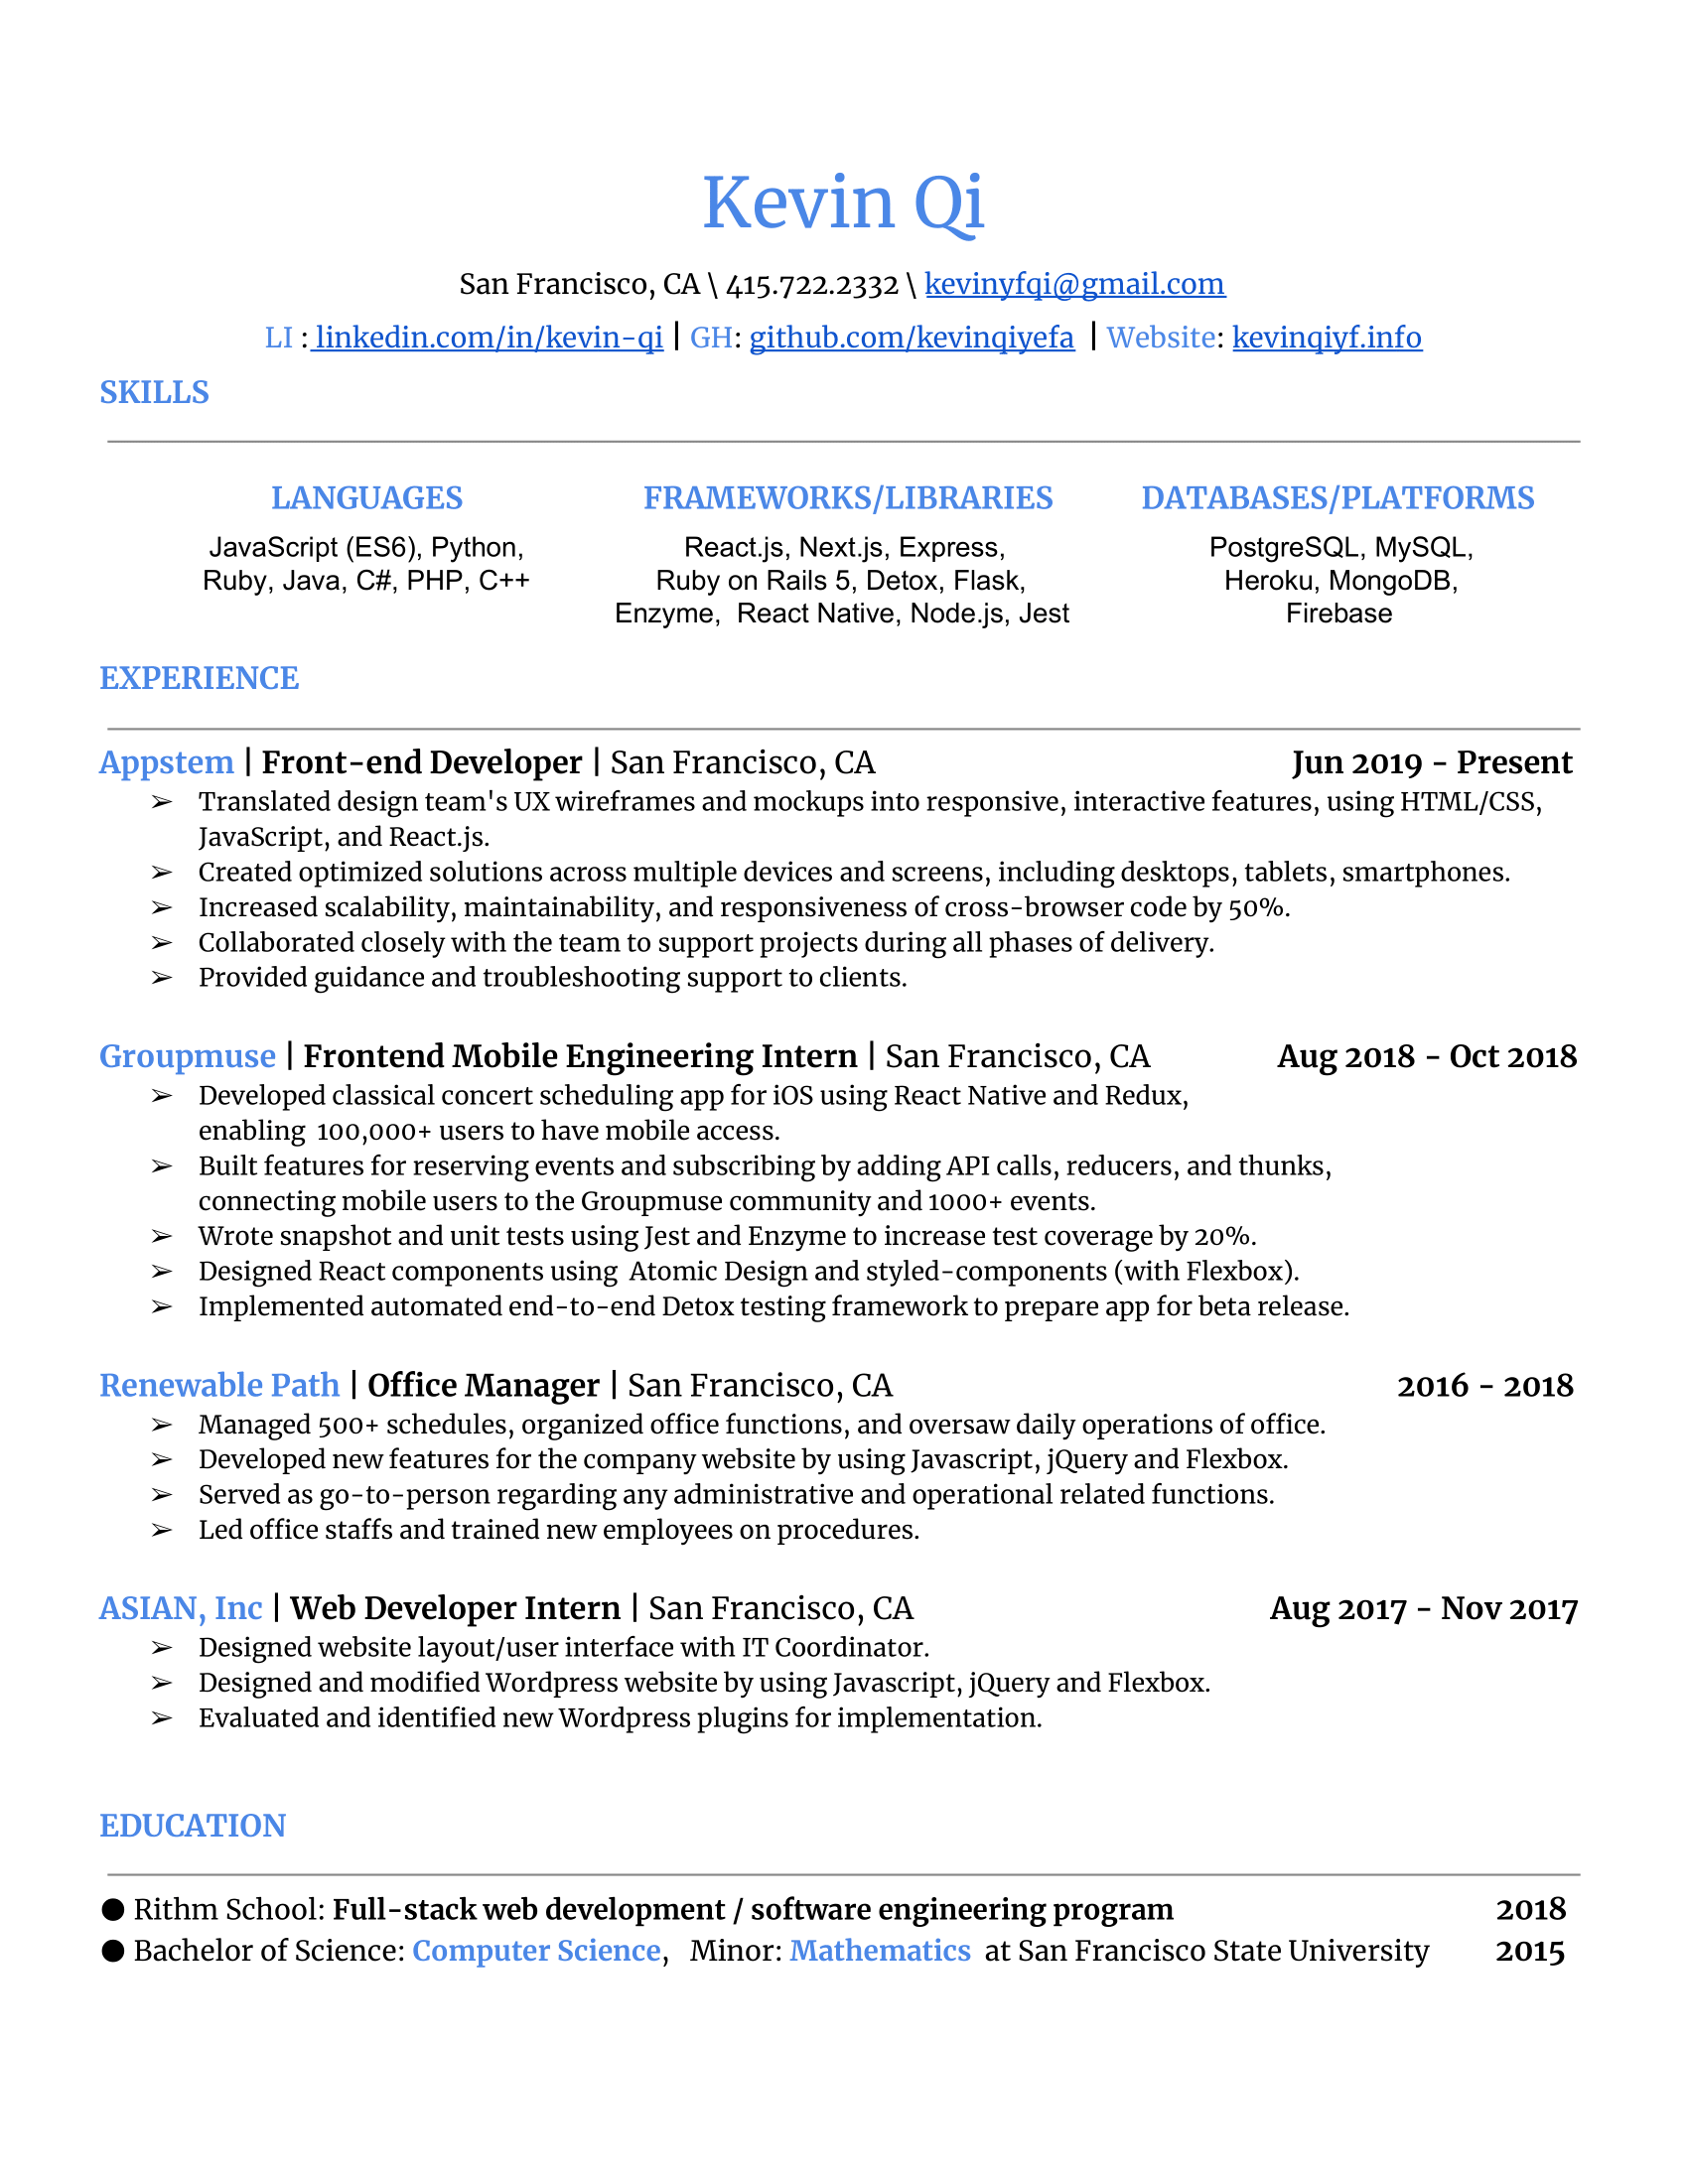 Kevin Qi
San Francisco, CA \ 415.722.2332 \ kevinyfqi@gmail.com
LI : linkedin.com/in/kevin-qi | GH: github.com/kevinqiyefa | Website: kevinqiyf.info
SKILLS
LANGUAGES
JavaScript (ES6), Python,
Ruby, Java, C#, PHP, C++
FRAMEWORKS/LIBRARIES
React.js, Next.js, Express,
Ruby on Rails 5, Detox, Flask,
Enzyme,  React Native, Node.js, Jest
DATABASES/PLATFORMS
PostgreSQL, MySQL,
Heroku, MongoDB,
Firebase
EXPERIENCE
Appstem | Front-end Developer | San Francisco, CA Jun 2019 - Present
➢ Translated design team's UX wireframes and mockups into responsive, interactive features, using HTML/CSS,
JavaScript, and React.js.
➢ Created optimized solutions across multiple devices and screens, including desktops, tablets, smartphones.
➢ Increased scalability, maintainability, and responsiveness of cross-browser code by 50%.
➢ Collaborated closely with the team to support projects during all phases of delivery.
➢ Provided guidance and troubleshooting support to clients.
Groupmuse | Frontend Mobile Engineering Intern | San Francisco, CA Aug 2018 - Oct 2018
➢ Developed classical concert scheduling app for iOS using React Native and Redux,
enabling  100,000+ users to have mobile access.
➢ Built features for reserving events and subscribing by adding API calls, reducers, and thunks,
connecting mobile users to the Groupmuse community and 1000+ events.
➢ Wrote snapshot and unit tests using Jest and Enzyme to increase test coverage by 20%.
➢ Designed React components using  Atomic Design and styled-components (with Flexbox).
➢ Implemented automated end-to-end Detox testing framework to prepare app for beta release.
Renewable Path | Office Manager | San Francisco, CA 2016 - 2018
➢ Managed 500+ schedules, organized office functions, and oversaw daily operations of office.
➢ Developed new features for the company website by using Javascript, jQuery and Flexbox.
➢ Served as go-to-person regarding any administrative and operational related functions.
➢ Led office staffs and trained new employees on procedures.
ASIAN, Inc | Web Developer Intern | San Francisco, CA Aug 2017 - Nov 2017
➢ Designed website layout/user interface with IT Coordinator.
➢ Designed and modified Wordpress website by using Javascript, jQuery and Flexbox.
➢ Evaluated and identified new Wordpress plugins for implementation.
EDUCATION
● Rithm School: Full-stack web development / software engineering program 2018
● Bachelor of Science: Computer Science,  Minor: Mathematics  at San Francisco State University 2015